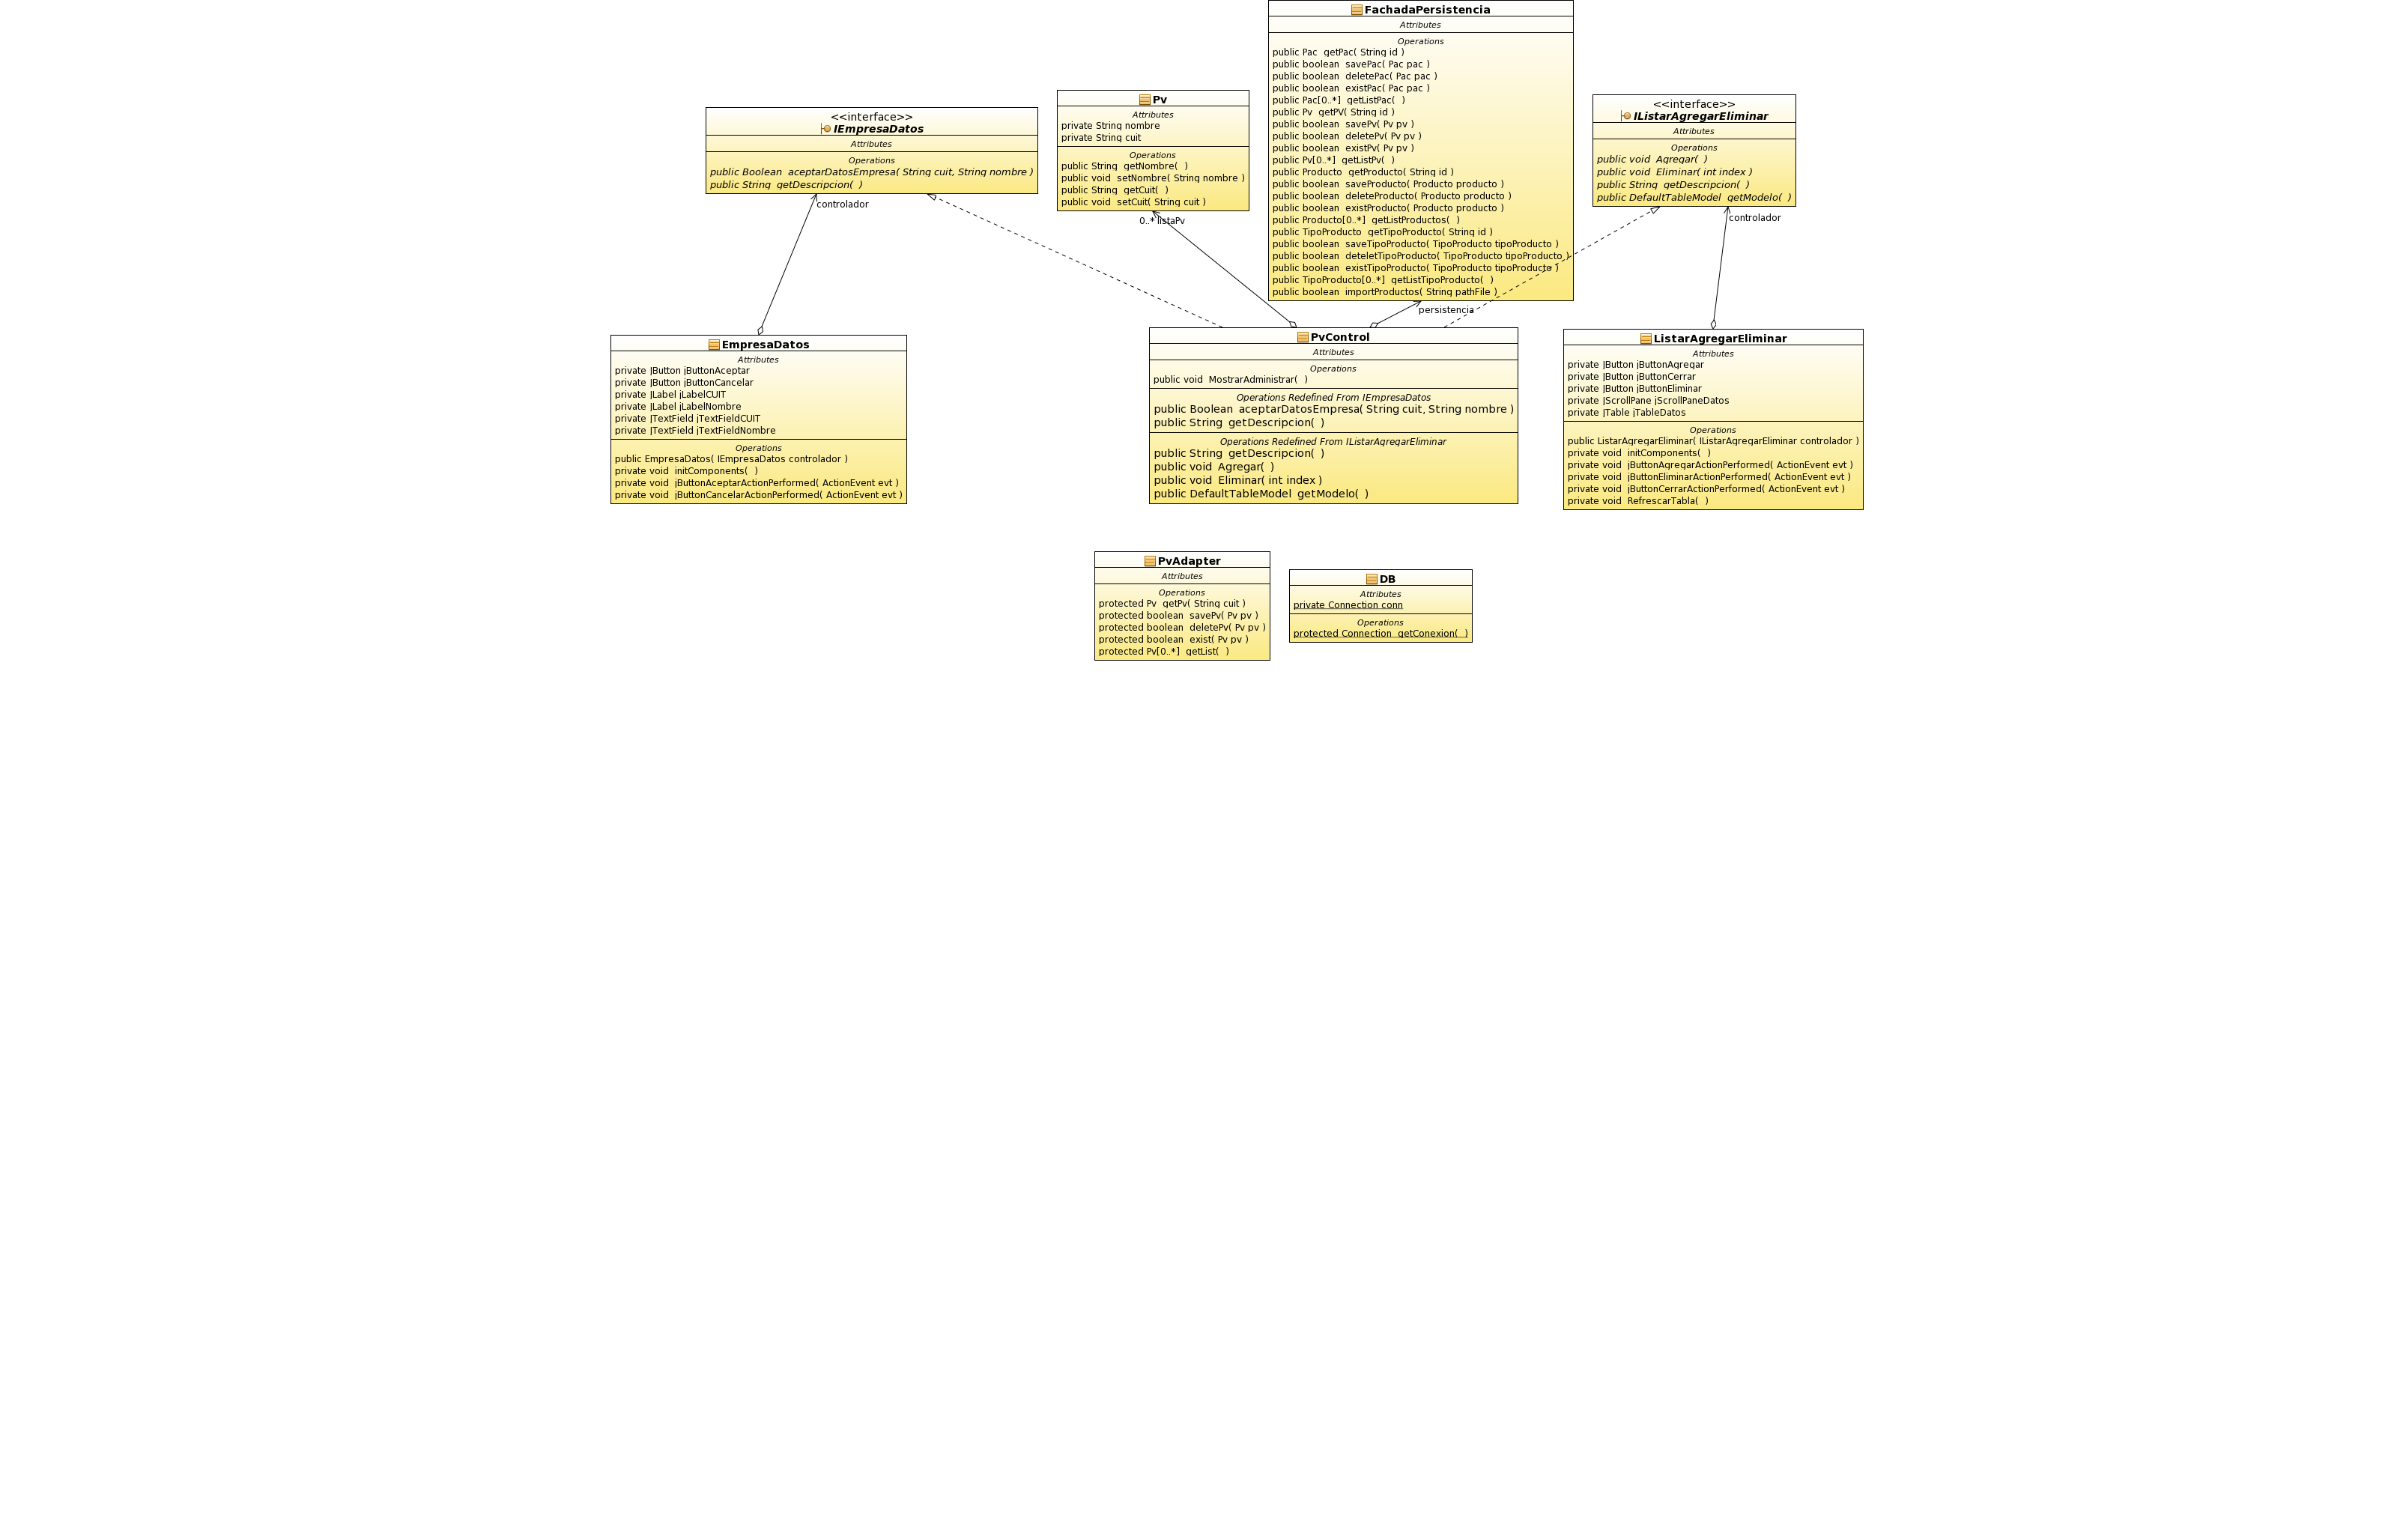 FachadaPersistencia
Attributes
Operations
public Pac  getPac( String id )
public boolean  savePac( Pac pac )
public boolean  deletePac( Pac pac )
public boolean  existPac( Pac pac )
public Pac[0..*]  getListPac(  )
public Pv  getPV( String id )
public boolean  savePv( Pv pv )
public boolean  deletePv( Pv pv )
public boolean  existPv( Pv pv )
public Pv[0..*]  getListPv(  )
public Producto  getProducto( String id )
public boolean  saveProducto( Producto producto )
public boolean  deleteProducto( Producto producto )
public boolean  existProducto( Producto producto )
public Producto[0..*]  getListProductos(  )
public TipoProducto  getTipoProducto( String id )
public boolean  saveTipoProducto( TipoProducto tipoProducto )
public boolean  deteletTipoProducto( TipoProducto tipoProducto )
public boolean  existTipoProducto( TipoProducto tipoProducto )
public TipoProducto[0..*]  getListTipoProducto(  )
public boolean  importProductos( String pathFile )
persistencia
<<interface>>
IEmpresaDatos
Attributes
Operations
public Boolean  aceptarDatosEmpresa( String cuit, String nombre )
public String  getDescripcion(  )
controlador
Pv
Attributes
private String nombre
private String cuit
Operations
public String  getNombre(  )
public void  setNombre( String nombre )
public String  getCuit(  )
public void  setCuit( String cuit )
0..* listaPv
<<interface>>
IListarAgregarEliminar
Attributes
Operations
public void  Agregar(  )
public void  Eliminar( int index )
public String  getDescripcion(  )
public DefaultTableModel  getModelo(  )
controlador
EmpresaDatos
Attributes
private JButton jButtonAceptar
private JButton jButtonCancelar
private JLabel jLabelCUIT
private JLabel jLabelNombre
private JTextField jTextFieldCUIT
private JTextField jTextFieldNombre
Operations
public EmpresaDatos( IEmpresaDatos controlador )
private void  initComponents(  )
private void  jButtonAceptarActionPerformed( ActionEvent evt )
private void  jButtonCancelarActionPerformed( ActionEvent evt )
PvControl
Attributes
Operations
public void  MostrarAdministrar(  )
Operations Redefined From IEmpresaDatos
public Boolean  aceptarDatosEmpresa( String cuit, String nombre )
public String  getDescripcion(  )
Operations Redefined From IListarAgregarEliminar
public String  getDescripcion(  )
public void  Agregar(  )
public void  Eliminar( int index )
public DefaultTableModel  getModelo(  )
ListarAgregarEliminar
Attributes
private JButton jButtonAgregar
private JButton jButtonCerrar
private JButton jButtonEliminar
private JScrollPane jScrollPaneDatos
private JTable jTableDatos
Operations
public ListarAgregarEliminar( IListarAgregarEliminar controlador )
private void  initComponents(  )
private void  jButtonAgregarActionPerformed( ActionEvent evt )
private void  jButtonEliminarActionPerformed( ActionEvent evt )
private void  jButtonCerrarActionPerformed( ActionEvent evt )
private void  RefrescarTabla(  )
PvAdapter
Attributes
Operations
protected Pv  getPv( String cuit )
protected boolean  savePv( Pv pv )
protected boolean  deletePv( Pv pv )
protected boolean  exist( Pv pv )
protected Pv[0..*]  getList(  )
DB
Attributes
private Connection conn
Operations
protected Connection  getConexion(  )